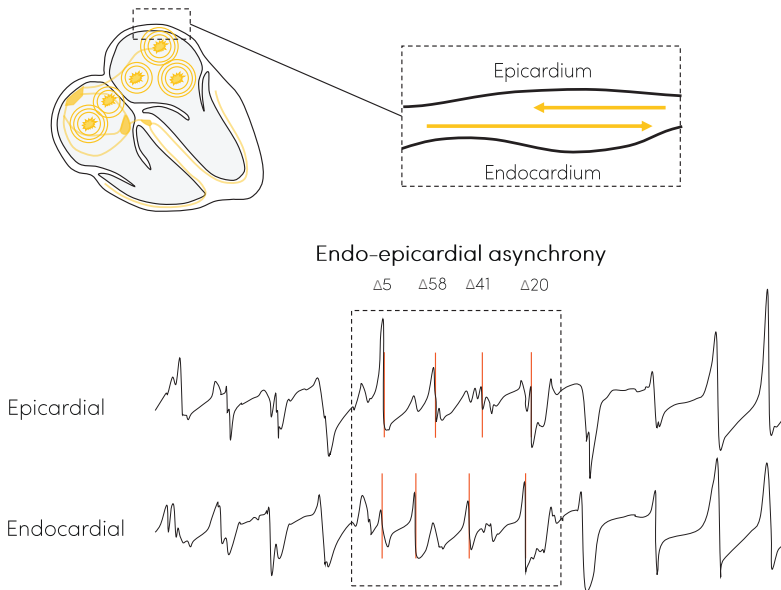 Epicardium
Endocardium
Endo-epicardial asynchrony
Δ5 Δ58 Δ41 Δ20
Epicardial
Endocardial